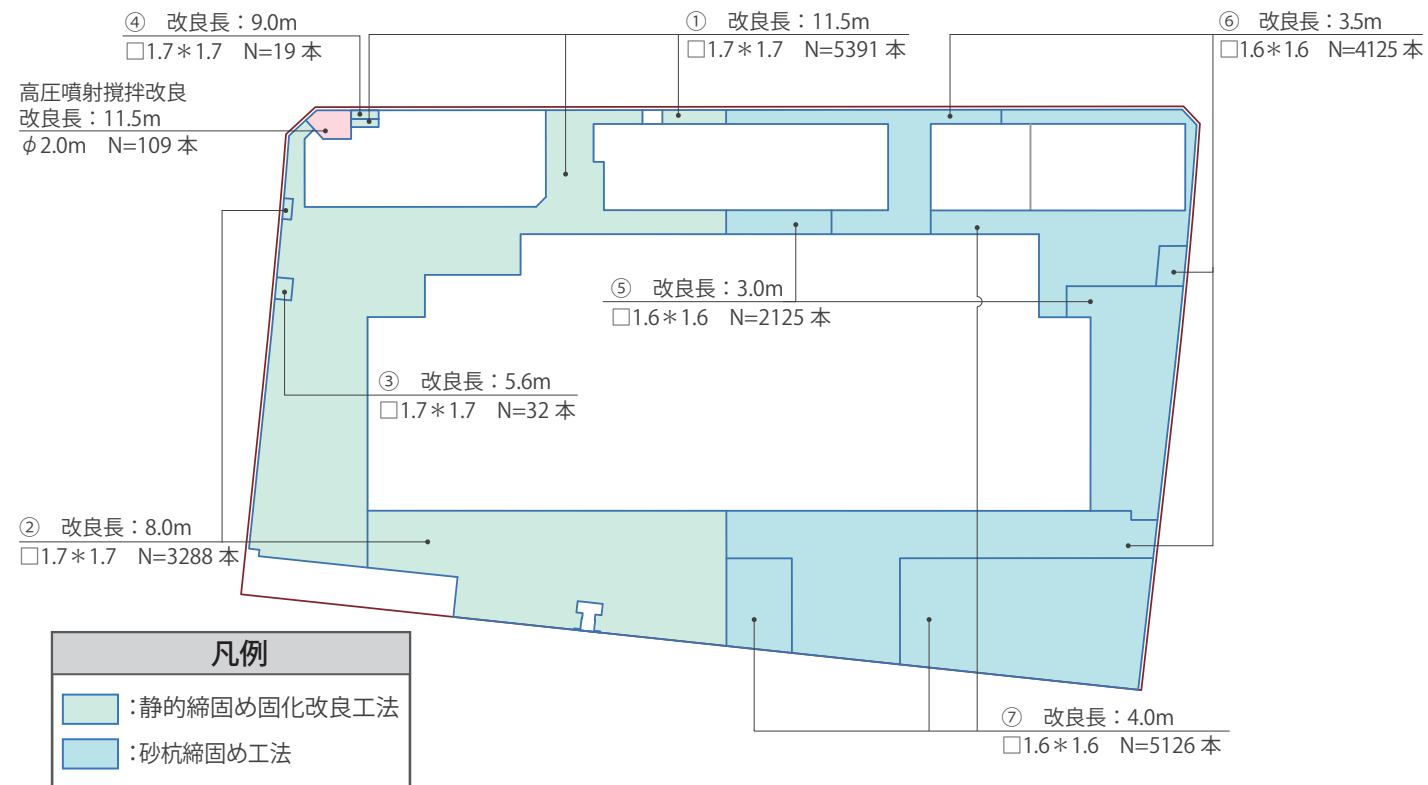 ④ 改良長：9.0m
□1.7＊1.7 N=19 本
① 改良長：11.5m
□1.7＊1.7 N=5391 本
⑥ 改良長：3.5m
□1.6＊1.6 N=4125 本
高圧噴射撹拌改良
改良長：11.5m
φ2.0m N=109 本
⑤ 改良長：3.0m
□1.6＊1.6 N=2125 本
③ 改良長：5.6m
□1.7＊1.7 N=32 本
② 改良長：8.0m
□1.7＊1.7 N=3288 本
⑦ 改良長：4.0m
□1.6＊1.6 N=5126 本
凡例
：静的締固め固化改良工法
：砂杭締固め工法